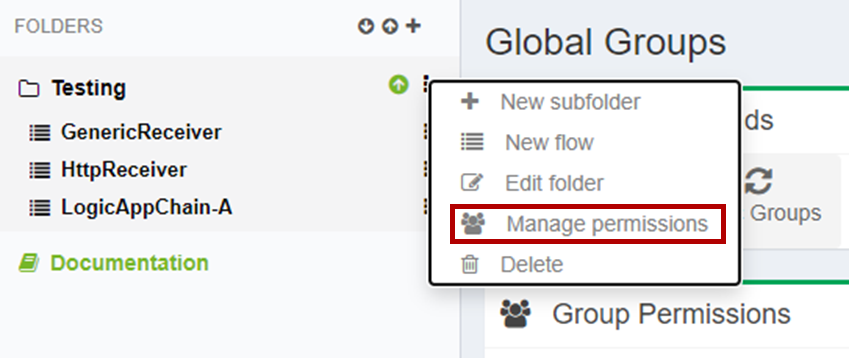 FOLDERS
Testing
GenericReceiver
HttpReceiver
LogicAppChain-A
Documentation
New subfolder
New flow
Edit folder
Manage permissions
Delete
Global Groups
ds
Groups
Group Permissions